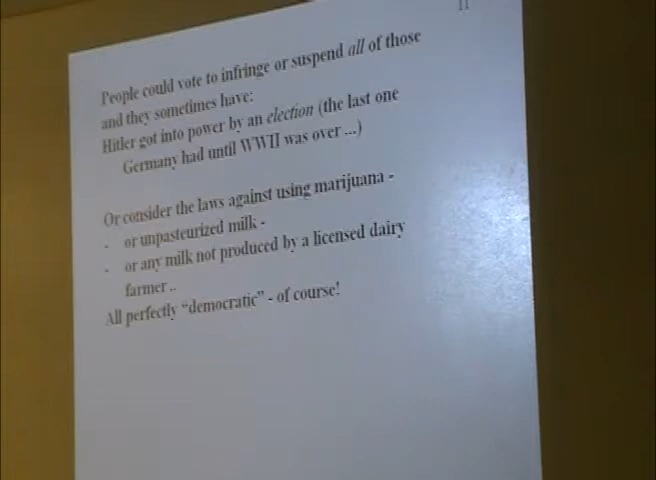 11
People could vote to infringe or suspend all of those
and they sometimes have:
Hitler got into power by an election (the last one
Germany had until WWII was over ...)
Or consider the laws against using marijuana -
- or unpasteurized milk -
- or any milk not produced by a licensed dairy
farmer ..
All perfectly “democratic” - of course!